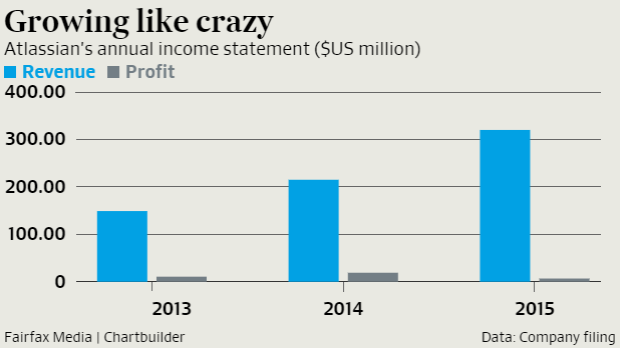 Growing like crazy
Atlassian's annual income statement ($US million)
Revenue Profit
400.00
300.00
200.00
100.00
0
2013 2014 2015
Fairfax Media | Chartbuilder Data: Company filing